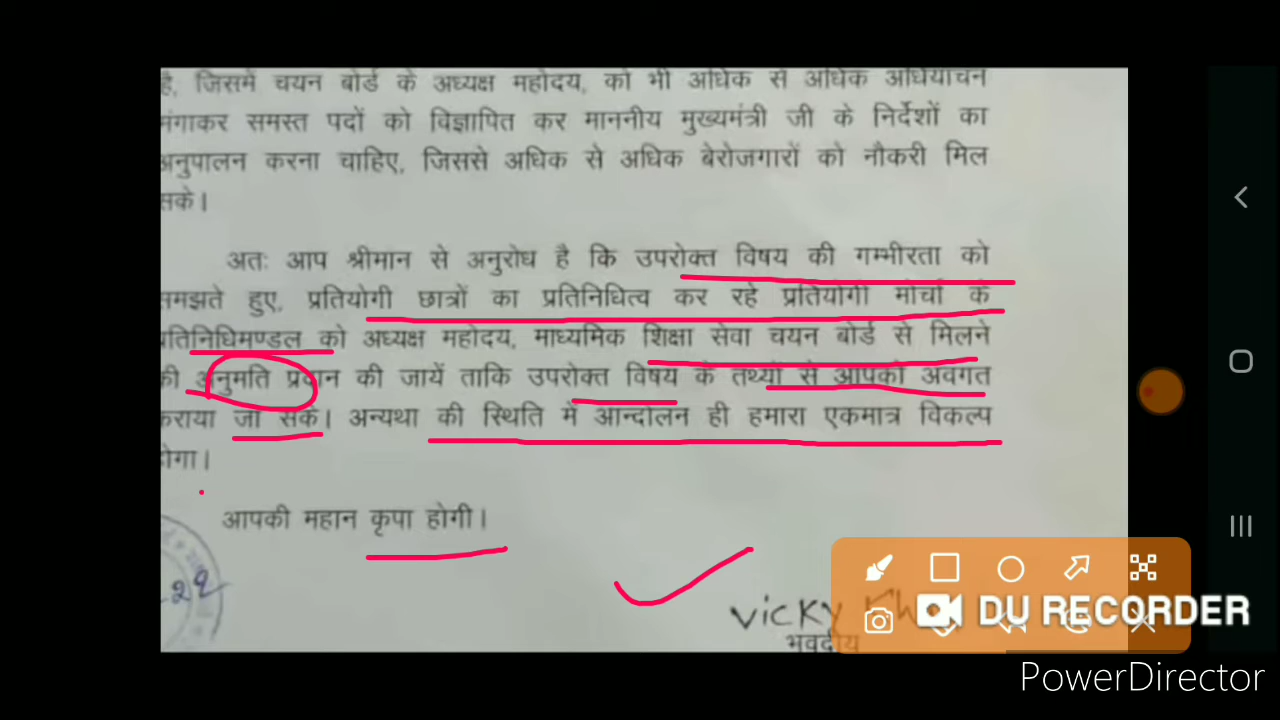 है, जिसमें चयन बोर्ड के अध्यक्ष महोदय, को भी अधिक से अधिक अधियाचन
मंगाकर समस्त पदों को विज्ञापित कर माननीय मुख्यमंत्री जी के निर्देशों का
अनुपालन करना चाहिए, जिससे अधिक से अधिक बेरोजगारों को नौकरी मिल
सके।
अतः आप श्रीमान से अनुरोध है कि उपरोक्त विषय की गम्भीरता को
समझते हुए, प्रतियोगी छात्रों का प्रतिनिधित्व कर रहे प्रतियोगी मोर्चा के
प्रतिनिधिमण्डल को अध्यक्ष महोदय, माध्यमिक शिक्षा सेवा चयन बोर्ड से मिलने
की अनुमति प्रदान की जायें ताकि उपरोक्त विषय के तथ्यों से आपको अवगत
कराया जा सके। अन्यथा की स्थिति में आन्दोलन ही हमारा एकमात्र विकल्प
होगा।
आपकी महान कृपा होगी।
22
Vicky
भवदीय
DU RECORDER
PowerDirector